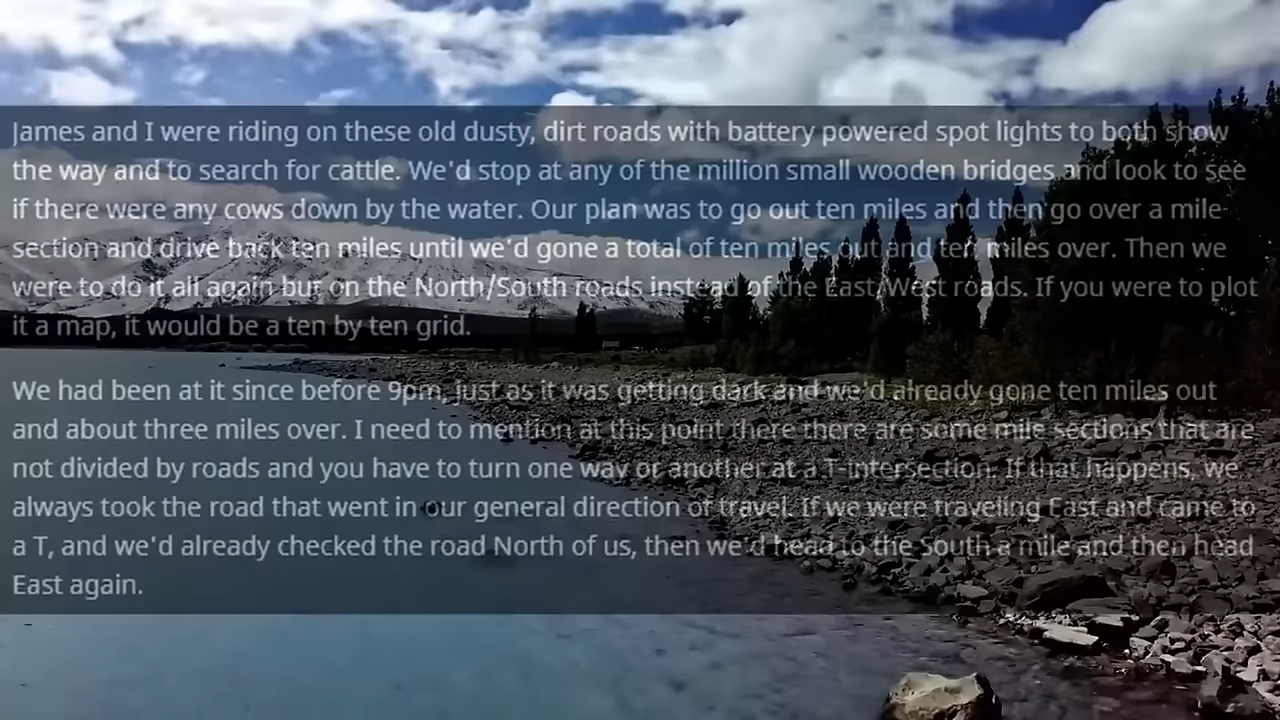 James and I were riding on these old dusty, dirt roads with battery powered spot lights to both show
the way and to search for cattle. We'd stop at any of the million small wooden bridges and look to see
if there were any cows down by the water. Our plan was to go out ten miles and then go over a mile-
section and drive back ten miles until we'd gone a total of ten miles out and ten miles over. Then we
were to do it all again but on the North/South roads instead of the East/West roads. If you were to plot
it a map, it would be a ten by ten grid.
We had been at it since before 9pm, just as it was getting dark and we'd already gone ten miles out
and about three miles over. I need to mention at this point there there are some mile sections that are
not divided by roads and you have to turn one way or another at a T-intersection. If that happens, we
always took the road that went in our general direction of travel. If we were traveling East and came to
a T, and we'd already checked the road North of us, then we'd head to the South a mile and then head
East again.